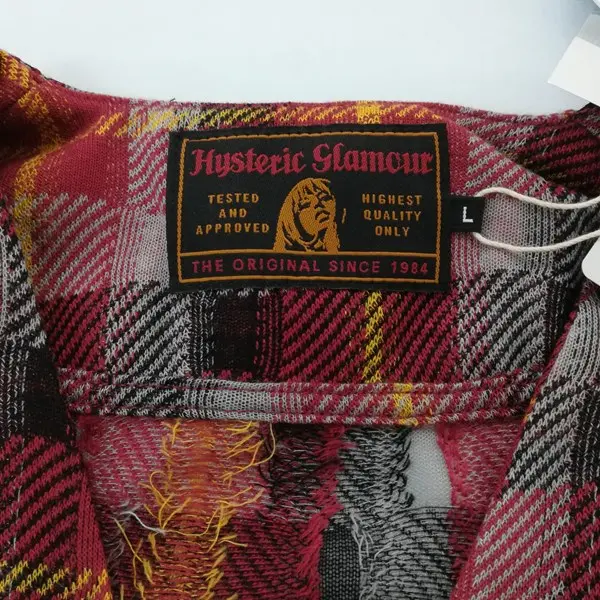 Hysteric Glamour
TESTED
AND
APPROVED
HIGHEST
QUALITY
ONLY
THE ORIGINAL SINCE 1984
L